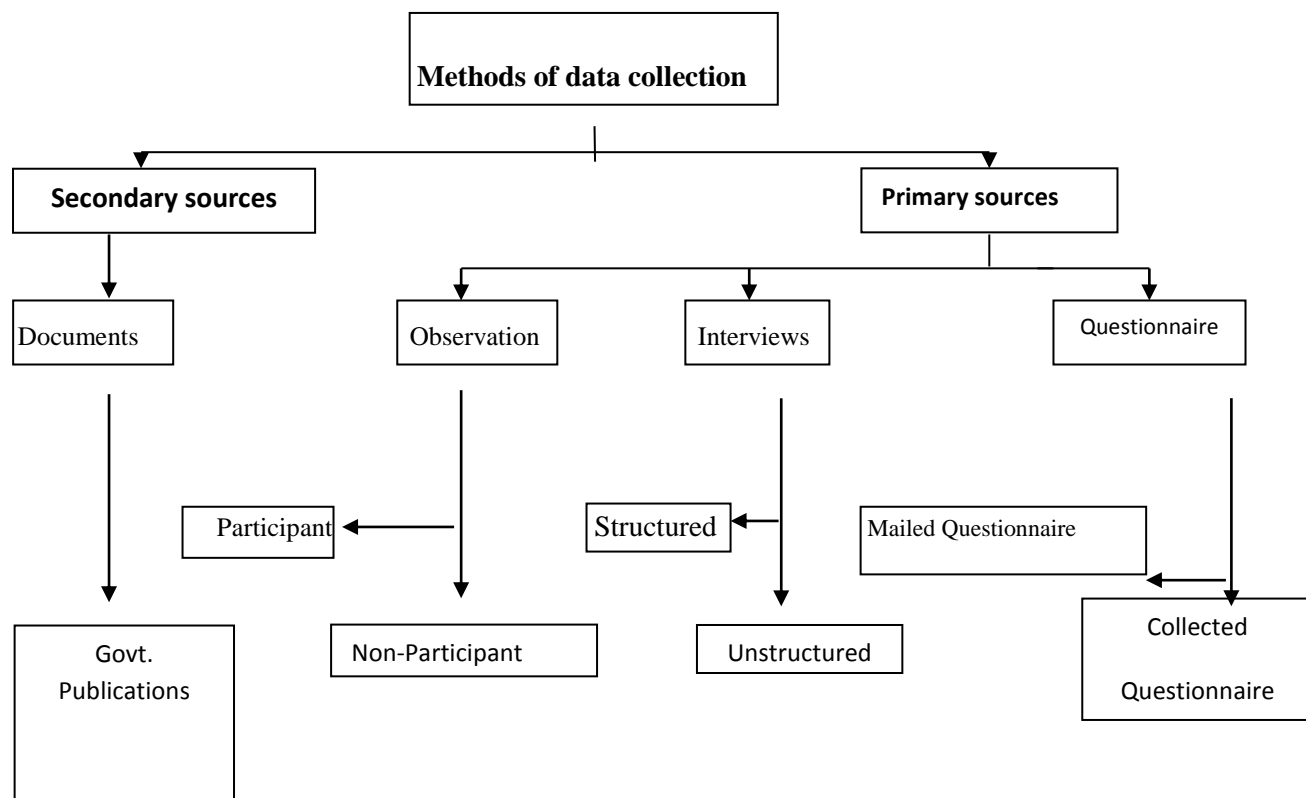 Methods of data collection
Secondary sources
Primary sources
Documents
Observation
Interviews
Questionnaire
Participant
Structured
Mailed Questionnaire
Govt.
Publications
Non-Participant
Unstructured
Collected
Questionnaire